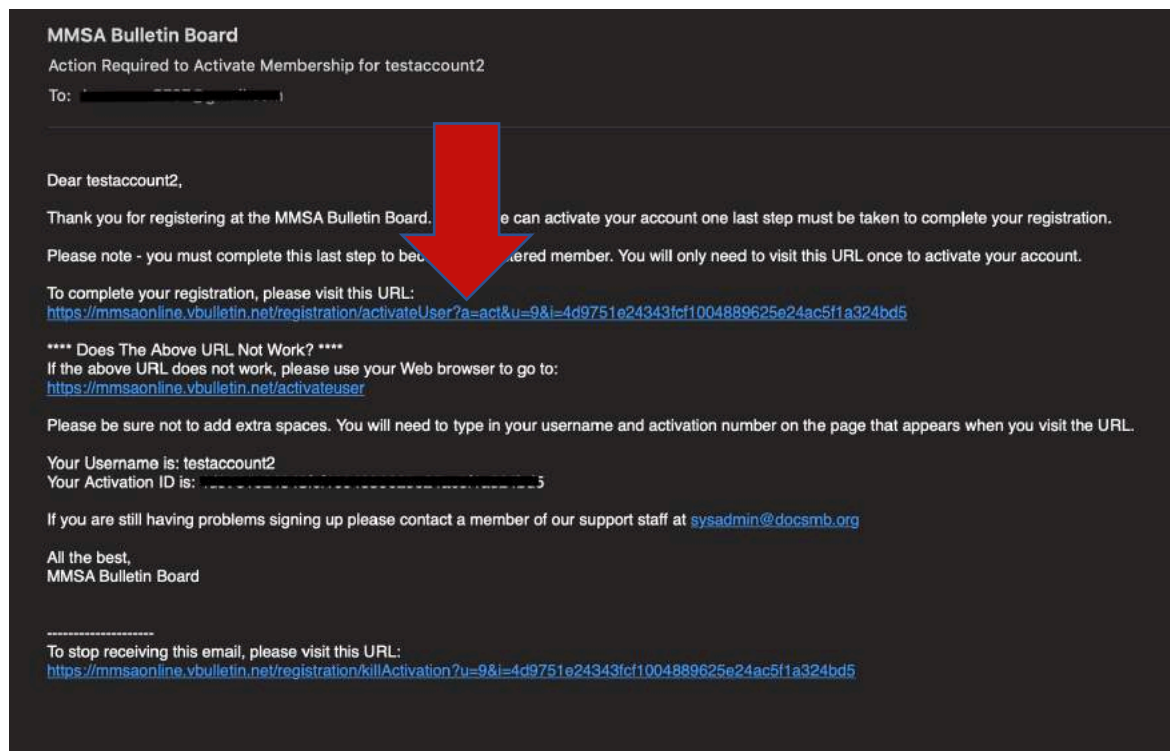 MMSA Bulletin Board
Action Required to Activate Membership for testaccount2
To:
Dear testaccount2,
Thank you for registering at the MMSA Bulletin Board. e can activate your account one last step must be taken to complete your registration.
Please note - you must complete this last step to bec tered member. You will only need to visit this URL once to activate your account.
To complete your registration, please visit this URL:
https://mmsaonline.vbulletin.net/registration/activateUser?a=act&u=9&i=4d9751e24343fcf1004889625e24ac5f1a324bd5
**** Does The Above URL Not Work? ****
If the above URL does not work, please use your Web browser to go to:
https://mmsaonline.vbulletin.net/activateuser
Please be sure not to add extra spaces. You will need to type in your username and activation number on the page that appears when you visit the URL.
Your Username is: testaccount2
Your Activation ID is:
If you are still having problems signing up please contact a member of our support staff at sysadmin@docsmb.org
All the best,
MMSA Bulletin Board
--------------------
To stop receiving this email, please visit this URL:
https://mmsaonline.vbulletin.net/registration/killActivation?u=9&i=4d9751e24343fcf1004889625e24ac5f1a324bd5